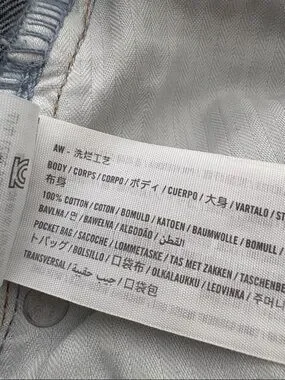 AW - 洗烂工艺
BODY / CORPS / CORPO / ボディ / CUERPO / 大身 / VARTALO / ST
布身
100% COTTON / COTON / BOMULD / KATOEN / BAUMWOLLE / BOMULL /
BAVLNA / 면 / BAWEŁNA / ALGODÃO / القطن /
POCKET BAG / SACOCHE / LOMMETASKE / TAS MET ZAKKEN / TASCHENBE
トバッグ / BOLSILLO / 口袋布 / OLKALAUKKU / LEDVINKA / 주머니
TRANSVERSAL / جيب حقيبة / 口袋包